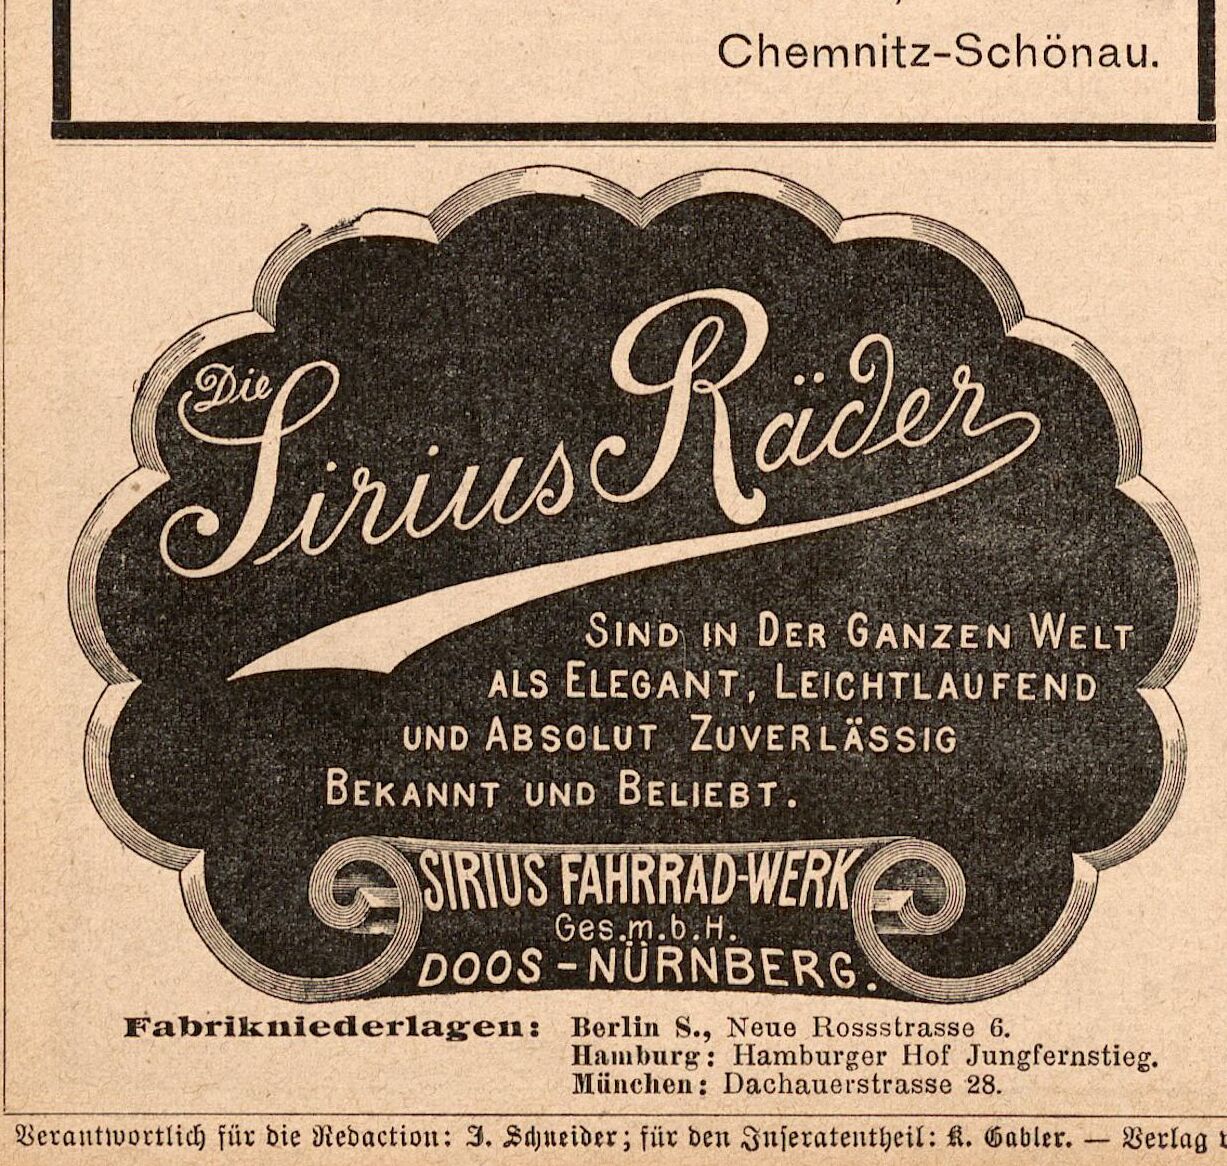 Chemnitz-Schönau.
Die
Sirius Räder
SIND IN DER GANZEN WELT
ALS ELEGANT, LEICHTLAUFEND
UND ABSOLUT ZUVERLÄSSIG
BEKANNT UND BELIEBT.
SIRIUS FAHRRAD-WERK
Ges.m.b.H.
DOOS-NÜRNBERG.
Fabrikniederlagen: Berlin S., Neue Rossstrasse 6.
Hamburg: Hamburger Hof Jungfernstieg.
München: Dachauerstrasse 28.
Verantwortlich für die Redaction: J. Schneider; für den Inseratentheil: K. Gabler. — Verlag